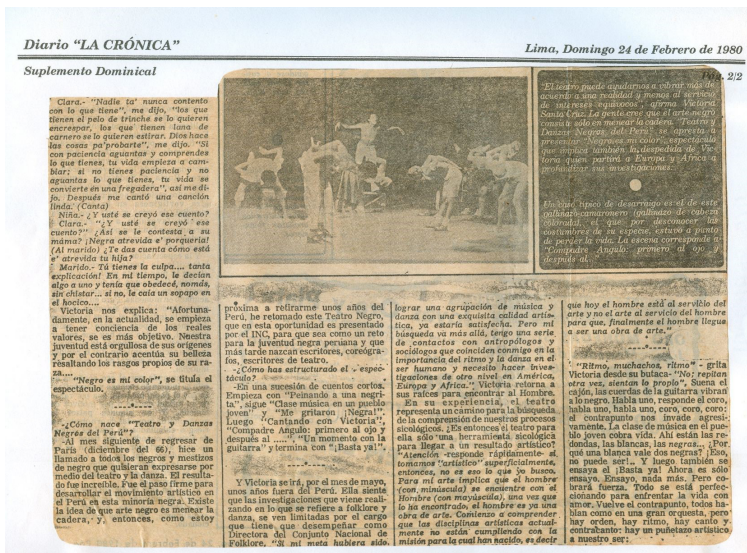 Diario "LA CRÓNICA"
Lima, Domingo 24 de Febrero de 1980
Suplemento Dominical
Pág. 2/2
Clara.- "Nadie ta' nunca contento
con lo que tiene", me dijo, "los que
tienen el pelo de trinche se lo quieren
encrespar, los que tienen lana de
carnero se lo quieren estirar. Dios hace
las cosas pa'probarte", me dijo. "Si
con paciencia aguantas y comprendes
lo que tienes, tu vida empieza a cam-
biar; si no tienes paciencia y no
aguantas lo que tienes, tu vida se
convierte en una fregadera", así me di-
jo. Después me cantó una canción
linda. (Canta)
Niña.- ¿Y usté se creyó ese cuento?
Clara.- "¿Y usté se creyó ese
cuento?" ¿Así se le contesta a su
máma? ¡Negra atrevida e' porquería!
(Al marido) ¿Te das cuenta cómo está
e' atrevida tu hija?
Marido.- Tú tienes la culpa.... tanta
explicación! En mi tiempo, le decían
algo a uno y tenía que obedecé, nomás,
sin chistar... si no, le caía un sopapo en
el hocico....
Victoria nos explica: "Afortuna-
damente, en la actualidad, se empieza
a tener conciencia de los reales
valores, se es más objetivo. Nuestra
juventud está orgullosa de sus orígenes
y por el contrario acentúa su belleza
resaltando los rasgos propios de su ra-
za....
"Negro es mi color", se titula el
espectáculo.
-¿Cómo nace "Teatro y Danzas
Negros del Perú"?
-Al mes siguiente de regresar de
París (diciembre del 66), hice un
llamado a todos los negros y mestizos
de negro que quisieran expresarse por
medio del teatro y la danza. El resulta-
do fue increíble. Fue el paso firme para
desarrollar el movimiento artístico en
el Perú en esta minoría negra. Existe
la idea de que arte negro es menear la
cadera, y, entonces, como estoy
"El teatro puede ayudarnos a vibrar más de
acuerdo a una realidad y menos al servicio
de intereses equívocos", afirma Victoria
Santa Cruz. La gente cree que el arte negro
consiste sólo en menear la cadera. "Teatro y
Danzas Negras del Perú" se apresta a
presentar "Negro es mi color", espectáculo
que implica también la despedida de Vic-
toria quien partirá a Europa y Africa a
profundizar sus investigaciones.
Un caso típico de desarraigo es el de este
gallinazo-camaronero (gallinazo de cabeza
colorada), el que por desconocer las
costumbres de su especie, estuvo a punto
de perder la vida. La escena corresponde a
"Compadre Angulo: primero al ojo y
después al..."
próxima a retirarme unos años del
Perú, he retomado este Teatro Negro,
que en esta oportunidad es presentado
por el INC, para que sea como un reto
para la juventud negra peruana y que
más tarde nazcan escritores, coreógra-
fos, escritores de teatro.
-¿Cómo has estructurado el espec-
táculo?
-En una sucesión de cuentos cortos.
Empieza con "Peinando a una negri-
ta", sigue "Clase música en un pueblo
joven" y "Me gritaron ¡Negra!".
Luego "Cantando con Victoria",
"Compadre Angulo: primero al ojo y
después al .....", "Un momento con la
guitarra" y termina con "¡Basta ya!".
Y Victoria se irá, por el mes de mayo,
unos años fuera del Perú. Ella siente
que las investigaciones que viene reali-
zando en lo que se refiere a folklore y
danza, se ven limitadas por el cargo
que tiene que desempeñar como
Directora del Conjunto Nacional de
Folklore. "Si mi meta hubiera sido
lograr una agrupación de música y
danza con una exquisita calidad artís-
tica, ya estaría satisfecha. Pero mi
búsqueda va más allá, tengo una serie
de contactos con antropólogos y
sociólogos que coinciden conmigo en la
importancia del ritmo y la danza en el
ser humano y necesito hacer inves-
tigaciones de otro nivel en América,
Europa y Africa." Victoria retorna a
sus raíces para encontrar al Hombre.
En su experiencia, el teatro
representa un camino para la búsqueda
de la comprensión de nuestros procesos
sicológicos. ¿Es entonces el teatro para
ella sólo una herramienta sicológica
para llegar a un resultado artístico?
"Atención -responde rápidamente- si
tomamos "artístico" superficialmente,
entonces, no es eso lo que yo busco.
Para mí arte implica que el hombre
(con minúscula) se encuentre con el
Hombre (con mayúscula), una vez que
lo ha encontrado, el hombre es ya una
obra de arte. Comienzo a comprender
que las disciplinas artísticas actual-
mente no están cumpliendo con la
misión para la cual han nacido, es decir
que hoy el hombre está al servicio del
arte y no el arte al servicio del hombre
para que, finalmente el hombre llegue
a ser una obra de arte."
"Ritmo, muchachos, ritmo" - grita
Victoria desde su butaca- "No; repitan
otra vez, sientan lo propio". Suena el
cajón, las cuerdas de la guitarra vibran
a lo negro. Habla uno, responde el coro,
habla uno, habla uno, coro, coro, coro:
el contrapunto nos invade agresi-
vamente. La clase de música en el pue-
blo joven cobra vida. Ahí están las re-
dondas, las blancas, las negras... ¿Por
qué una blanca vale dos negras? ¡Eso,
no puede ser!... Y luego también se
ensaya el ¡Basta ya! Ahora es sólo
ensayo. Ensayo, nada más. Pero co-
brará fuerza. Todo se está perfec-
cionando para enfrentar la vida con
amor. Vuelve el contrapunto, todos ha-
blan como en una gran orquesta, pero
hay orden, hay ritmo, hay canto y
contrabanto: hay un puñetazo artístico
a nuestro ser: